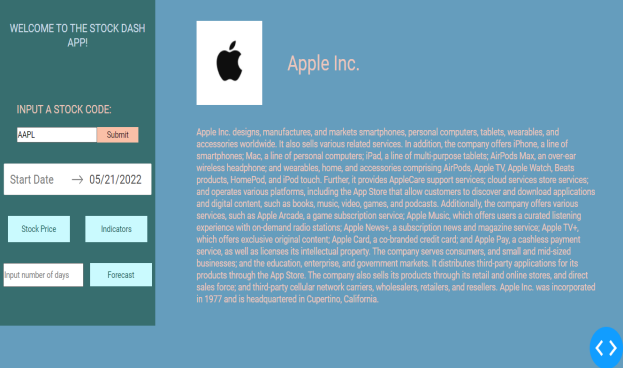 WELCOME TO THE STOCK DASH
APP!
INPUT A STOCK CODE:
AAPL Submit
Start Date → 05/21/2022
Stock Price Indicators
Input number of days Forecast
Apple Inc.
Apple Inc. designs, manufactures, and markets smartphones, personal computers, tablets, wearables, and
accessories worldwide. It also sells various related services. In addition, the company offers iPhone, a line of
smartphones; Mac, a line of personal computers; iPad, a line of multi-purpose tablets; AirPods Max, an over-ear
wireless headphone; and wearables, home, and accessories comprising AirPods, Apple TV, Apple Watch, Beats
products, HomePod, and iPod touch. Further, it provides AppleCare support services; cloud services store services;
and operates various platforms, including the App Store that allow customers to discover and download applications
and digital content, such as books, music, video, games, and podcasts. Additionally, the company offers various
services, such as Apple Arcade, a game subscription service; Apple Music, which offers users a curated listening
experience with on-demand radio stations; Apple News+, a subscription news and magazine service; Apple TV+,
which offers exclusive original content; Apple Card, a co-branded credit card; and Apple Pay, a cashless payment
service, as well as licenses its intellectual property. The company serves consumers, and small and mid-sized
businesses; and the education, enterprise, and government markets. It distributes third-party applications for its
products through the App Store. The company also sells its products through its retail and online stores, and direct
sales force; and third-party cellular network carriers, wholesalers, retailers, and resellers. Apple Inc. was incorporated
in 1977 and is headquartered in Cupertino, California.